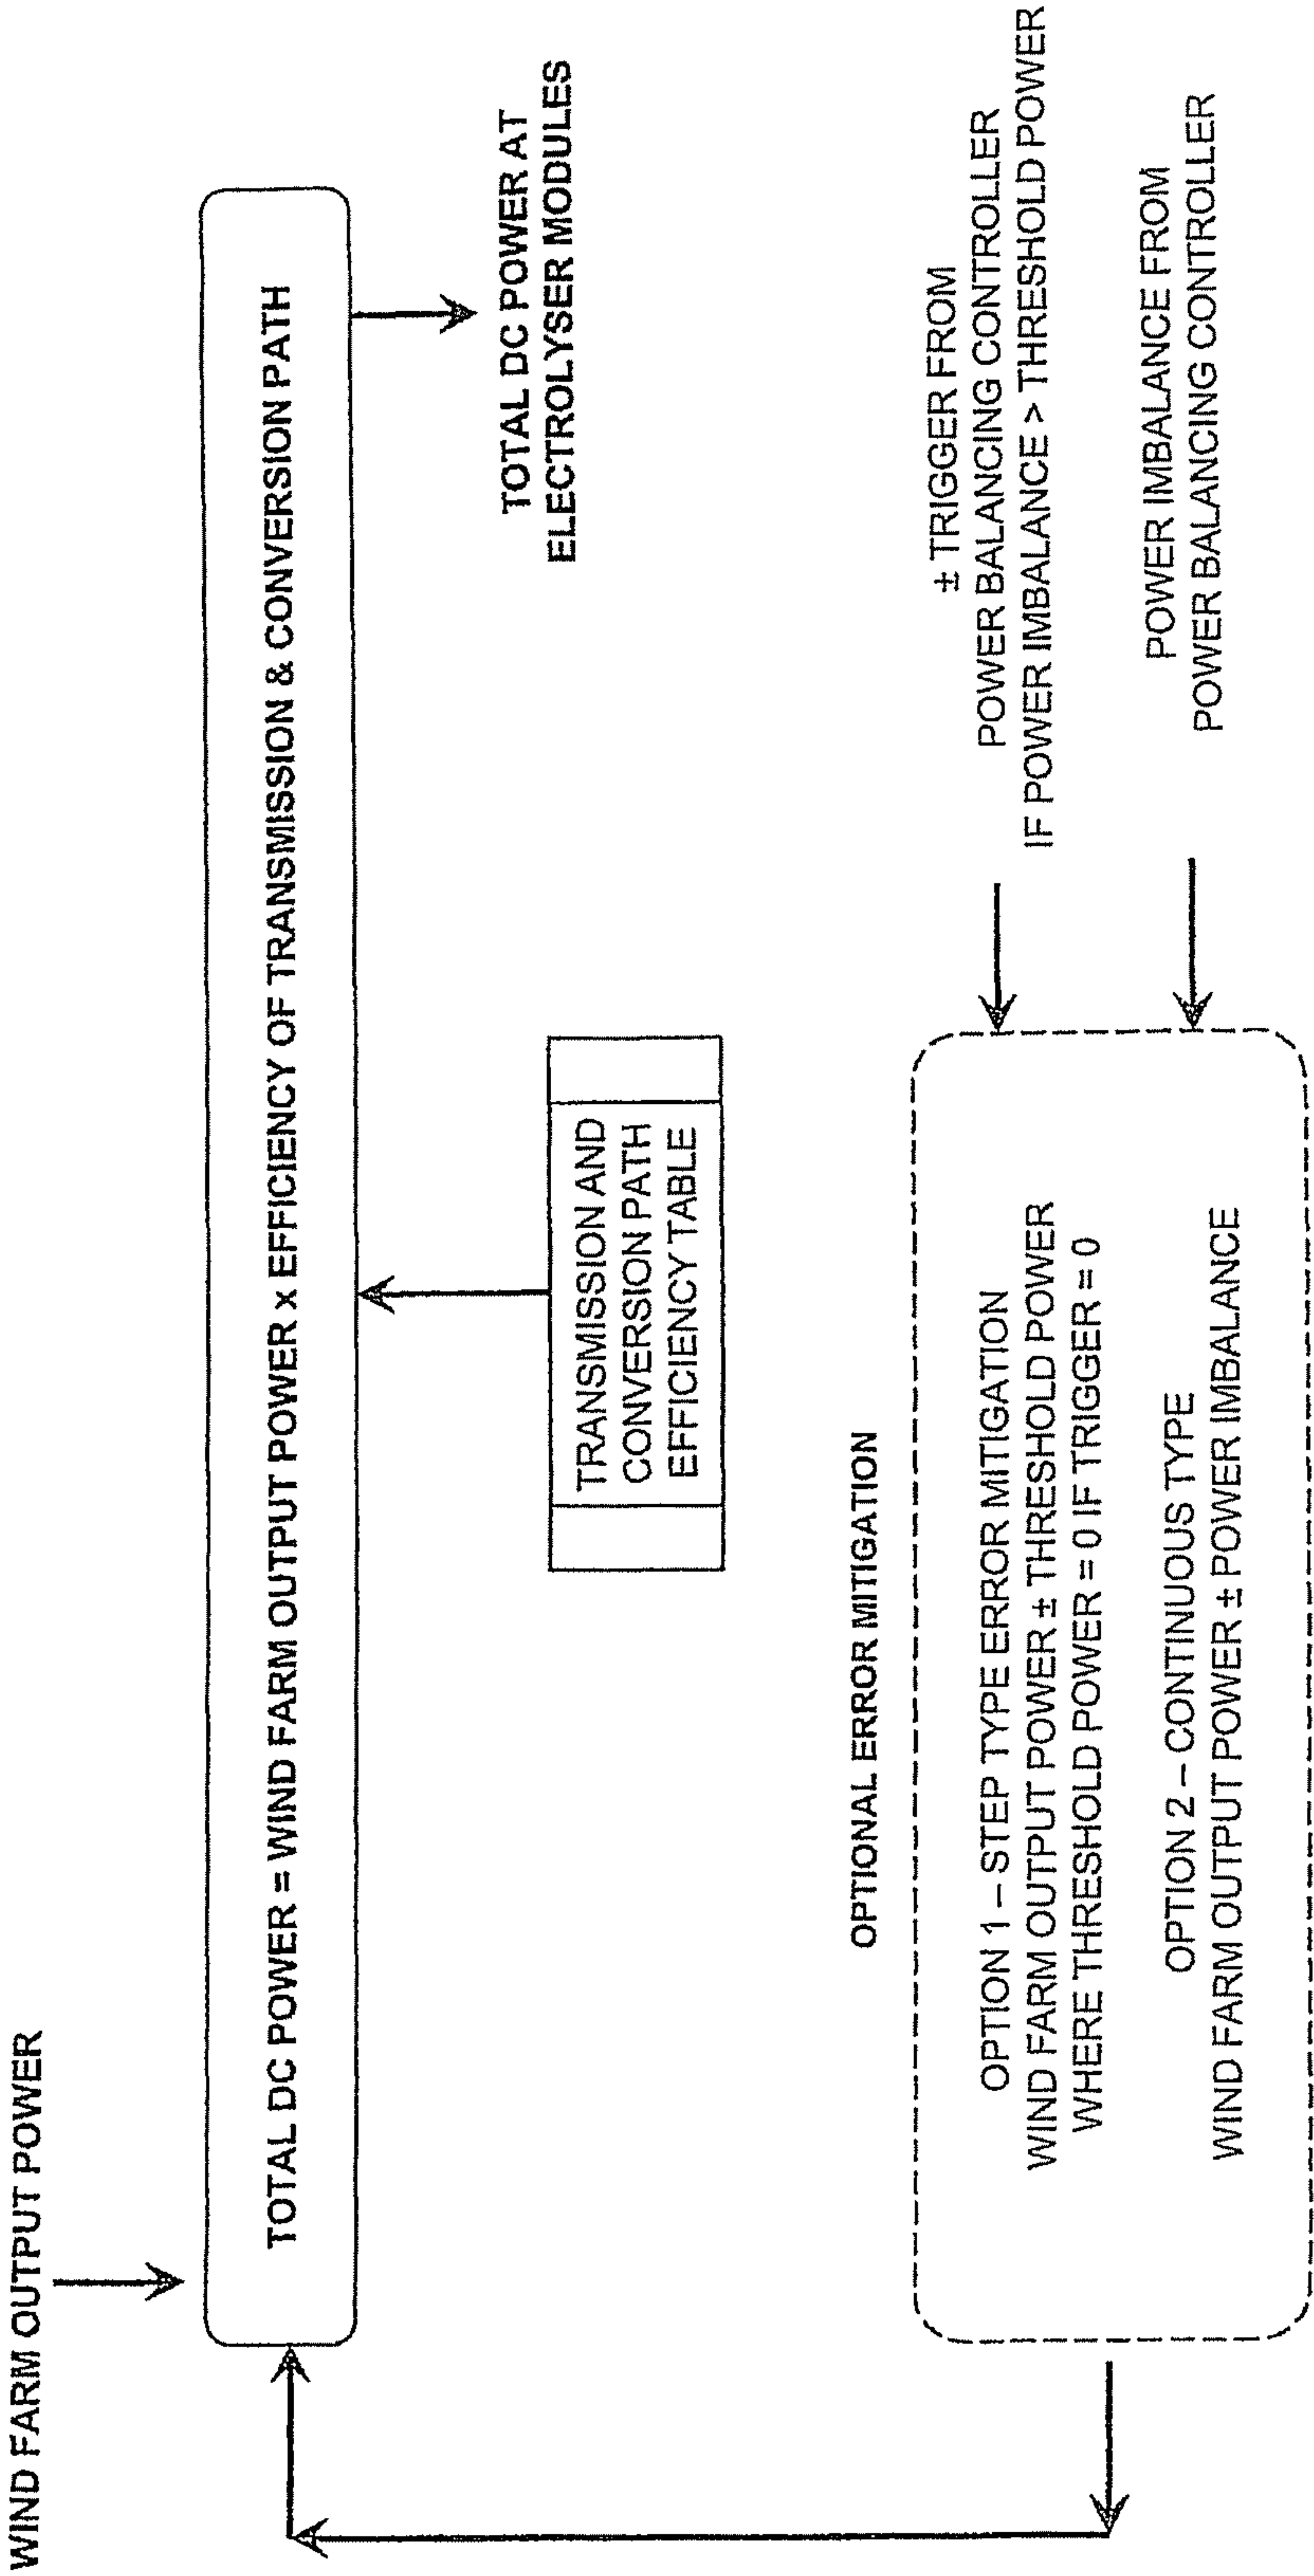 WIND FARM OUTPUT POWER
TOTAL DC POWER = WIND FARM OUTPUT POWER x EFFICIENCY OF TRANSMISSION & CONVERSION PATH
TOTAL DC POWER AT
ELECTROLYSER MODULES
TRANSMISSION AND
CONVERSION PATH
EFFICIENCY TABLE
OPTIONAL ERROR MITIGATION
OPTION 1 – STEP TYPE ERROR MITIGATION
WIND FARM OUTPUT POWER ± THRESHOLD POWER
WHERE THRESHOLD POWER = 0 IF TRIGGER = 0
OPTION 2 – CONTINUOUS TYPE
WIND FARM OUTPUT POWER ± POWER IMBALANCE
± TRIGGER FROM
POWER BALANCING CONTROLLER
IF POWER IMBALANCE > THRESHOLD POWER
POWER IMBALANCE FROM
POWER BALANCING CONTROLLER